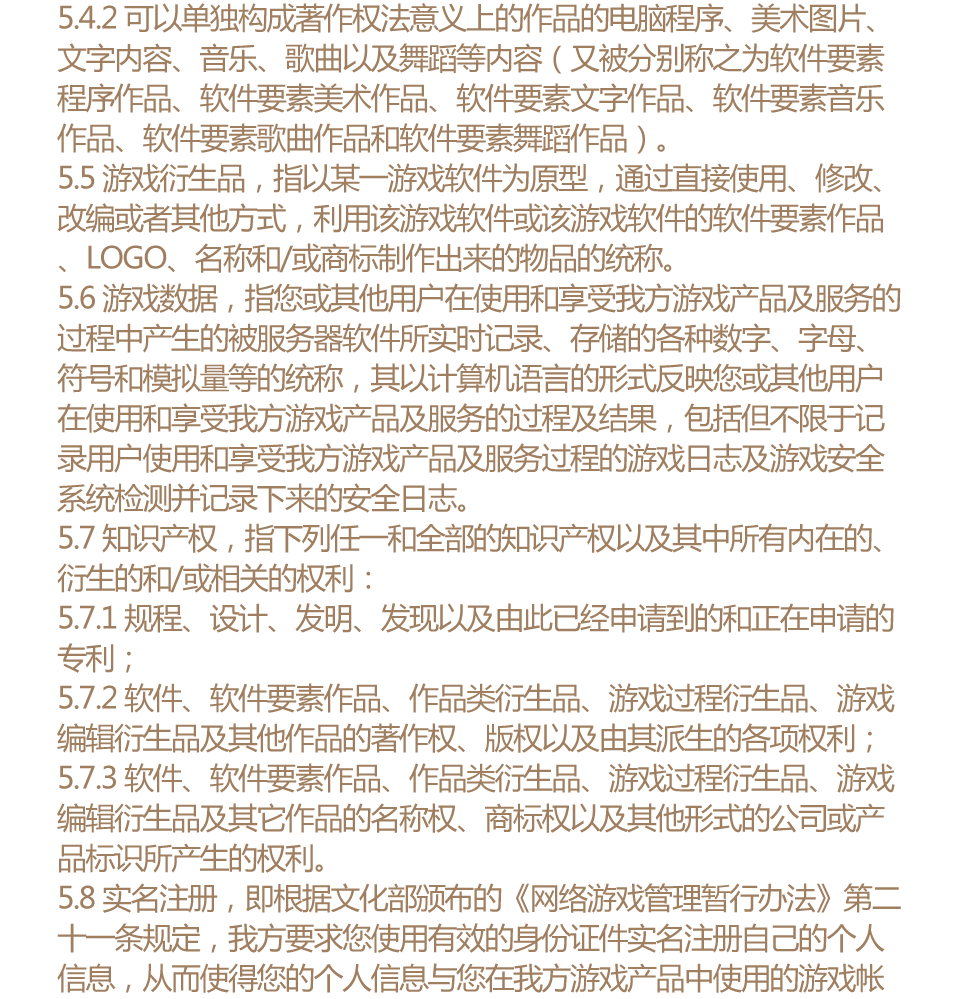 5.4.2 可以单独构成著作权法意义上的作品的电脑程序、美术图片、
文字内容、音乐、歌曲以及舞蹈等内容（又被分别称之为软件要素
程序作品、软件要素美术作品、软件要素文字作品、软件要素音乐
作品、软件要素歌曲作品和软件要素舞蹈作品）。
5.5 游戏衍生品，指以某一游戏软件为原型，通过直接使用、修改、
改编或者其他方式，利用该游戏软件或该游戏软件的软件要素作品
、LOGO、名称和/或商标制作出来的物品的统称。
5.6 游戏数据，指您或其他用户在使用和享受我方游戏产品及服务的
过程中产生的被服务器软件所实时记录、存储的各种数字、字母、
符号和模拟量等的统称，其以计算机语言的形式反映您或其他用户
在使用和享受我方游戏产品及服务的过程及结果，包括但不限于记
录用户使用和享受我方游戏产品及服务过程的游戏日志及游戏安全
系统检测并记录下来的安全日志。
5.7 知识产权，指下列任一和全部的知识产权以及其中所有内在的、
衍生的和/或相关的权利：
5.7.1 规程、设计、发明、发现以及由此已经申请到的和正在申请的
专利；
5.7.2 软件、软件要素作品、作品类衍生品、游戏过程衍生品、游戏
编辑衍生品及其他作品的著作权、版权以及由其派生的各项权利；
5.7.3 软件、软件要素作品、作品类衍生品、游戏过程衍生品、游戏
编辑衍生品及其它作品的名称权、商标权以及其他形式的公司或产
品标识所产生的权利。
5.8 实名注册，即根据文化部颁布的《网络游戏管理暂行办法》第二
十一条规定，我方要求您使用有效的身份证件实名注册自己的个人
信息，从而使得您的个人信息与您在我方游戏产品中使用的游戏帐